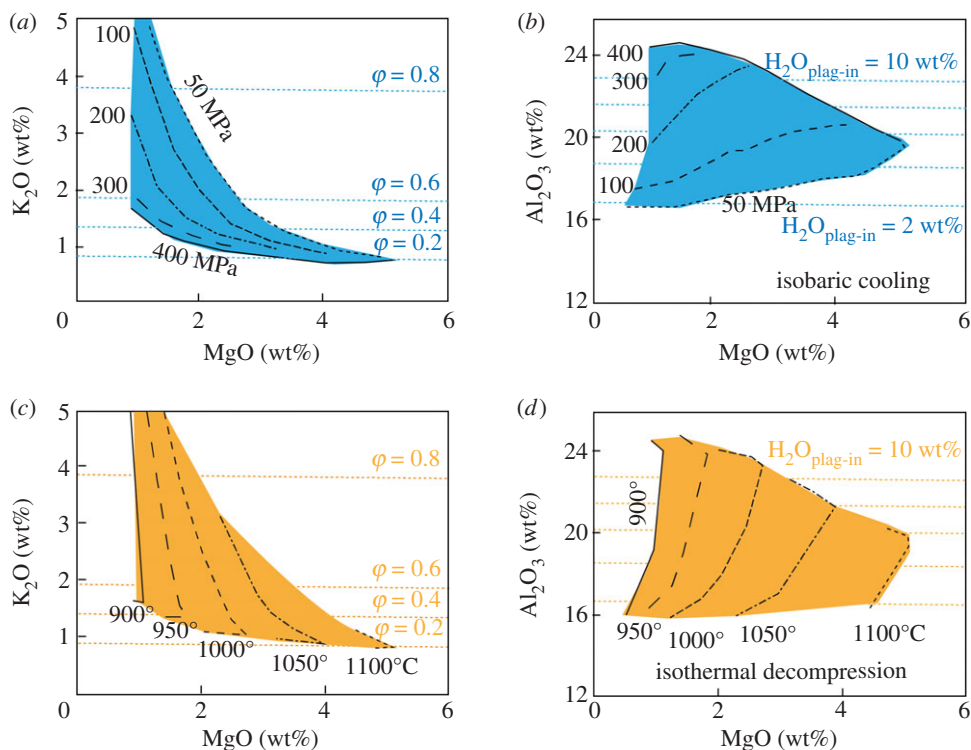 (a)
5
4
3
2
1
0
K₂O (wt%)
100
200
300
400 MPa
50 MPa
φ = 0.8
φ = 0.6
φ = 0.4
φ = 0.2
2
4
6
MgO (wt%)
(b)
24
20
16
12
0
Al₂O₃ (wt%)
400
300
200
100
50 MPa
H₂Oplag-in = 10 wt%
H₂Oplag-in = 2 wt%
isobaric cooling
2
4
6
MgO (wt%)
(c)
5
4
3
2
1
0
K₂O (wt%)
φ = 0.8
φ = 0.6
φ = 0.4
φ = 0.2
900°
950°
1000°
1050°
1100°C
2
4
6
MgO (wt%)
(d)
24
20
16
12
0
Al₂O₃ (wt%)
H₂Oplag-in = 10 wt%
900°
950°
1000°
1050°
1100°C
isothermal decompression
2
4
6
MgO (wt%)